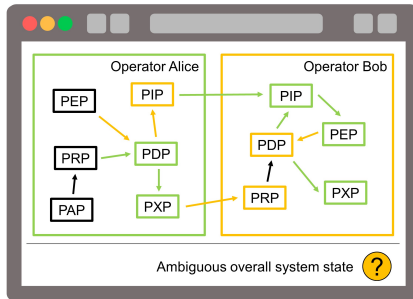 Operator Alice
PEP
PIP
PRP
PDP
PAP
PXP
Operator Bob
PIP
PEP
PDP
PXP
PRP
Ambiguous overall system state
?